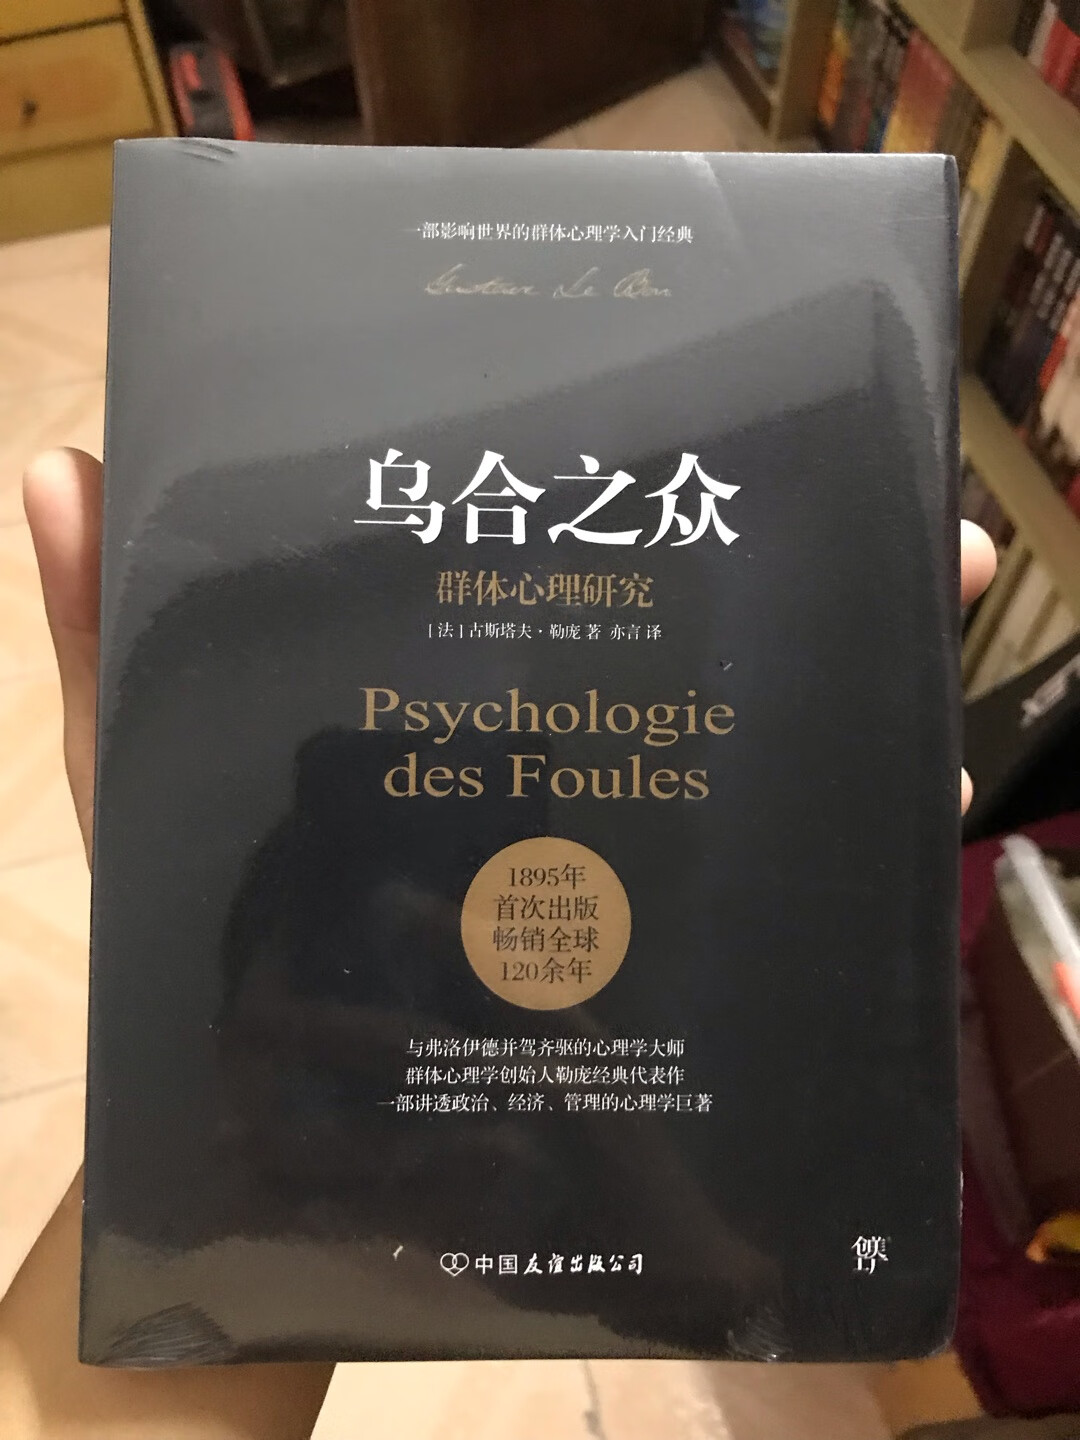 一部影响世界的群体心理学入门经典
Gustave Le Bon
乌合之众
群体心理研究
[法]古斯塔夫·勒庞 著 亦言 译
Psychologie
des Foules
1895年
首次出版
畅销全球
120余年
与弗洛伊德并驾齐驱的心理学大师
群体心理学创始人勒庞经典代表作
一部讲透政治、经济、管理的心理学巨著
中国友谊出版公司